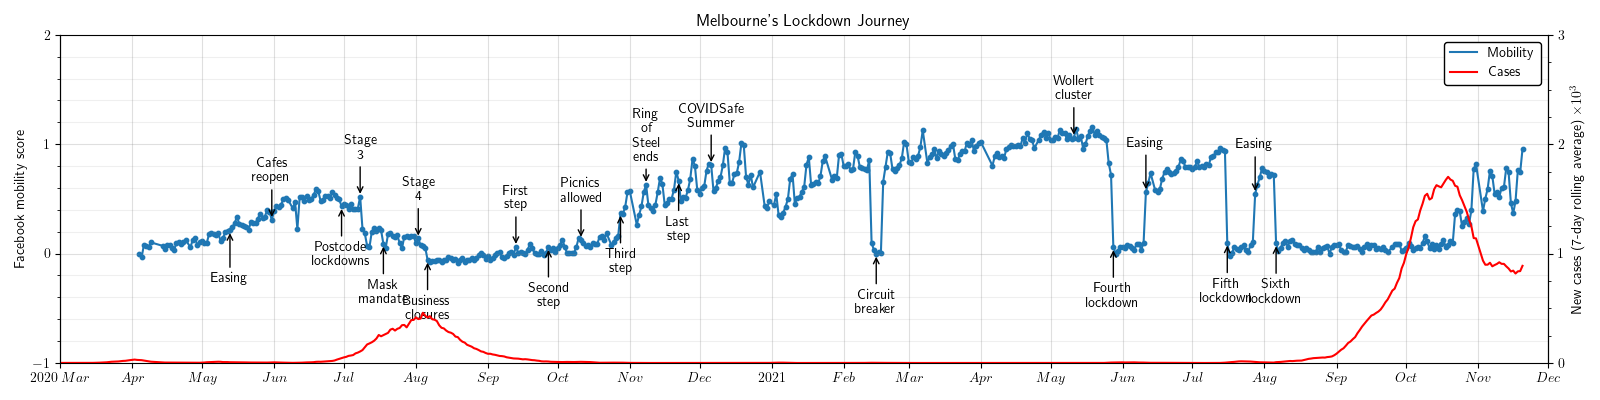 Melbourne's Lockdown Journey
2
1
0
−1
Facebook mobility score
3
2
1
0
New cases (7-day rolling average) ×10³
Mobility
Cases
Easing
Cafes
reopen
Postcode
lockdowns
Stage
3
Mask
mandate
Stage
4
Business
closures
First
step
Second
step
Picnics
allowed
Third
step
Ring
of
Steel
ends
Last
step
COVIDSafe
Summer
Circuit
breaker
Wollert
cluster
Fourth
lockdown
Easing
Fifth
lockdown
Easing
Sixth
lockdown
2020 Mar
Apr
May
Jun
Jul
Aug
Sep
Oct
Nov
Dec
2021
Feb
Mar
Apr
May
Jun
Jul
Aug
Sep
Oct
Nov
Dec